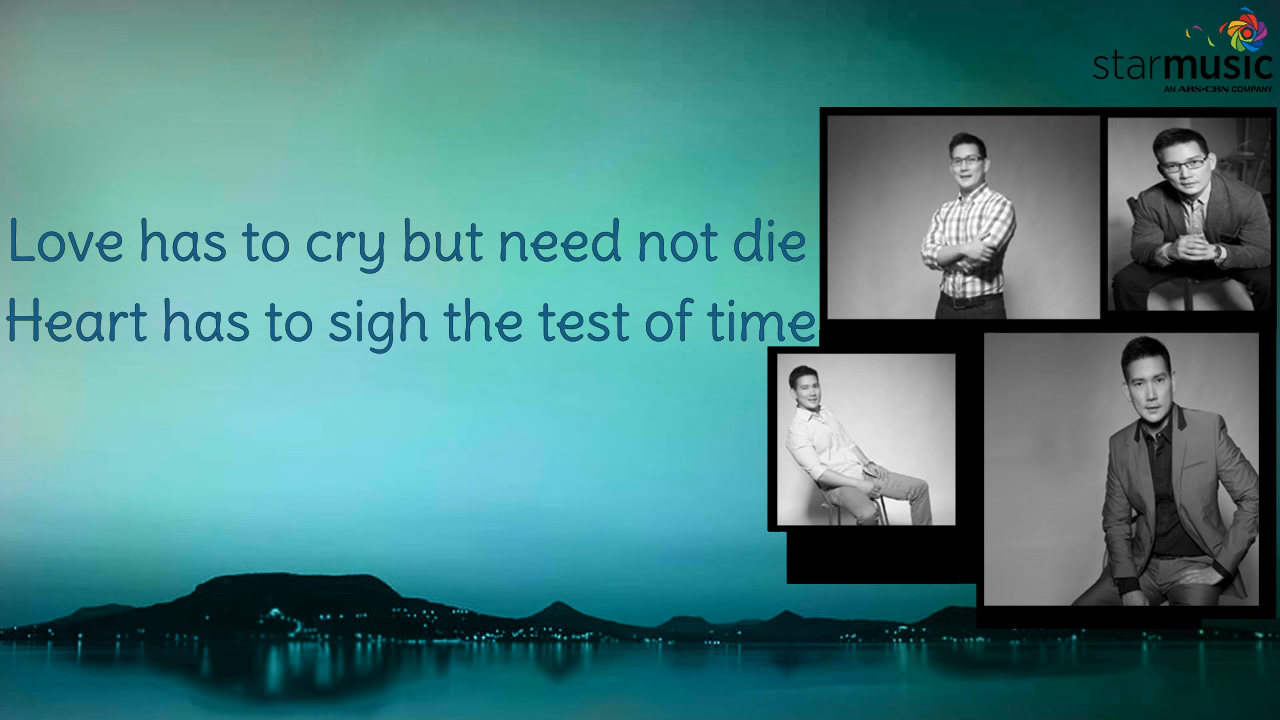 starmusic
AN ABS-CBN COMPANY
Love has to cry but need not die
Heart has to sigh the test of time